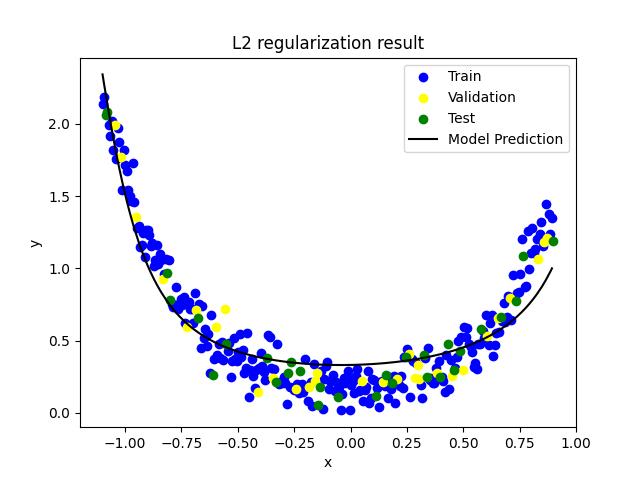 L2 regularization result
Train
Validation
Test
Model Prediction
y
2.0
1.5
1.0
0.5
0.0
−1.00 −0.75 −0.50 −0.25 0.00 0.25 0.50 0.75 1.00
x